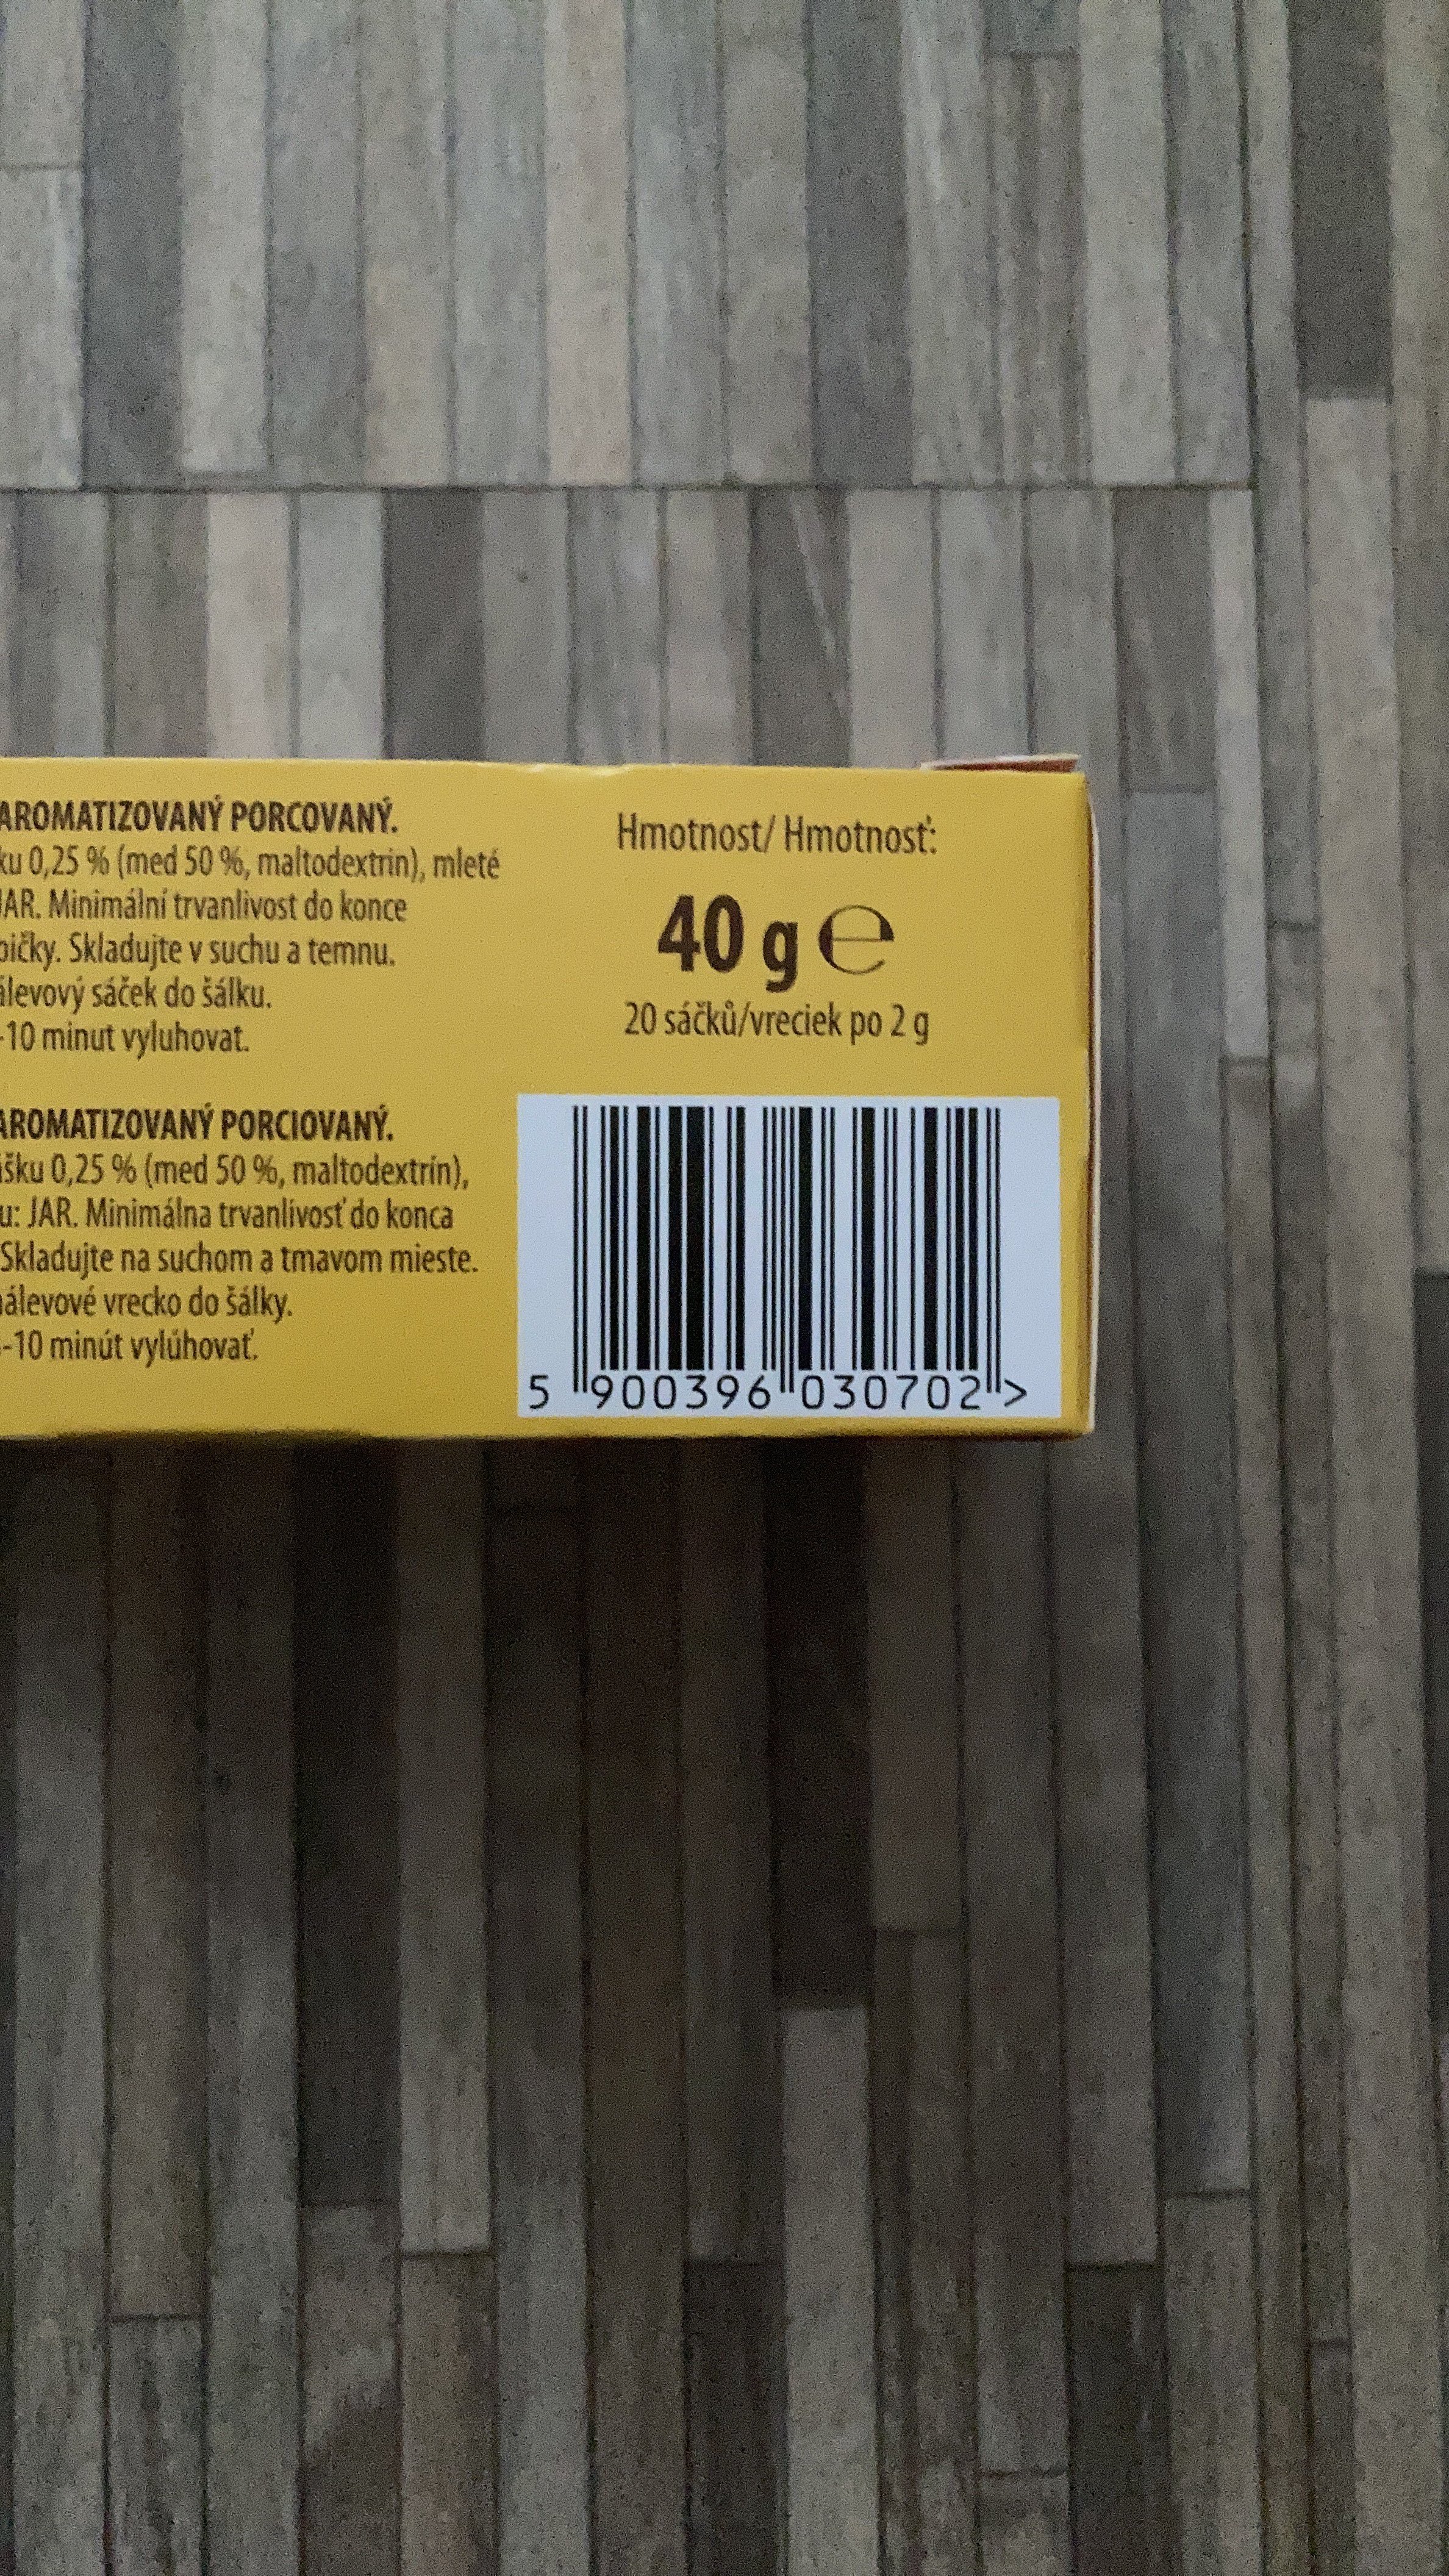 AROMATIZOVANÝ PORCOVANÝ.
ku 0,25 % (med 50 %, maltodextrin), mleté
JAR. Minimální trvanlivost do konce
bičky. Skladujte v suchu a temnu.
álevový sáček do šálku.
-10 minut vyluhovat.
AROMATIZOVANÝ PORCIOVANÝ.
ášku 0,25 % (med 50 %, maltodextrín),
u: JAR. Minimálna trvanlivosť do konca
Skladujte na suchom a tmavom mieste.
nálevové vrecko do šálky.
-10 minút vylúhovať.
Hmotnost/ Hmotnosť:
40 g ℮
20 sáčků/vreciek po 2 g
5 900396 030702 >